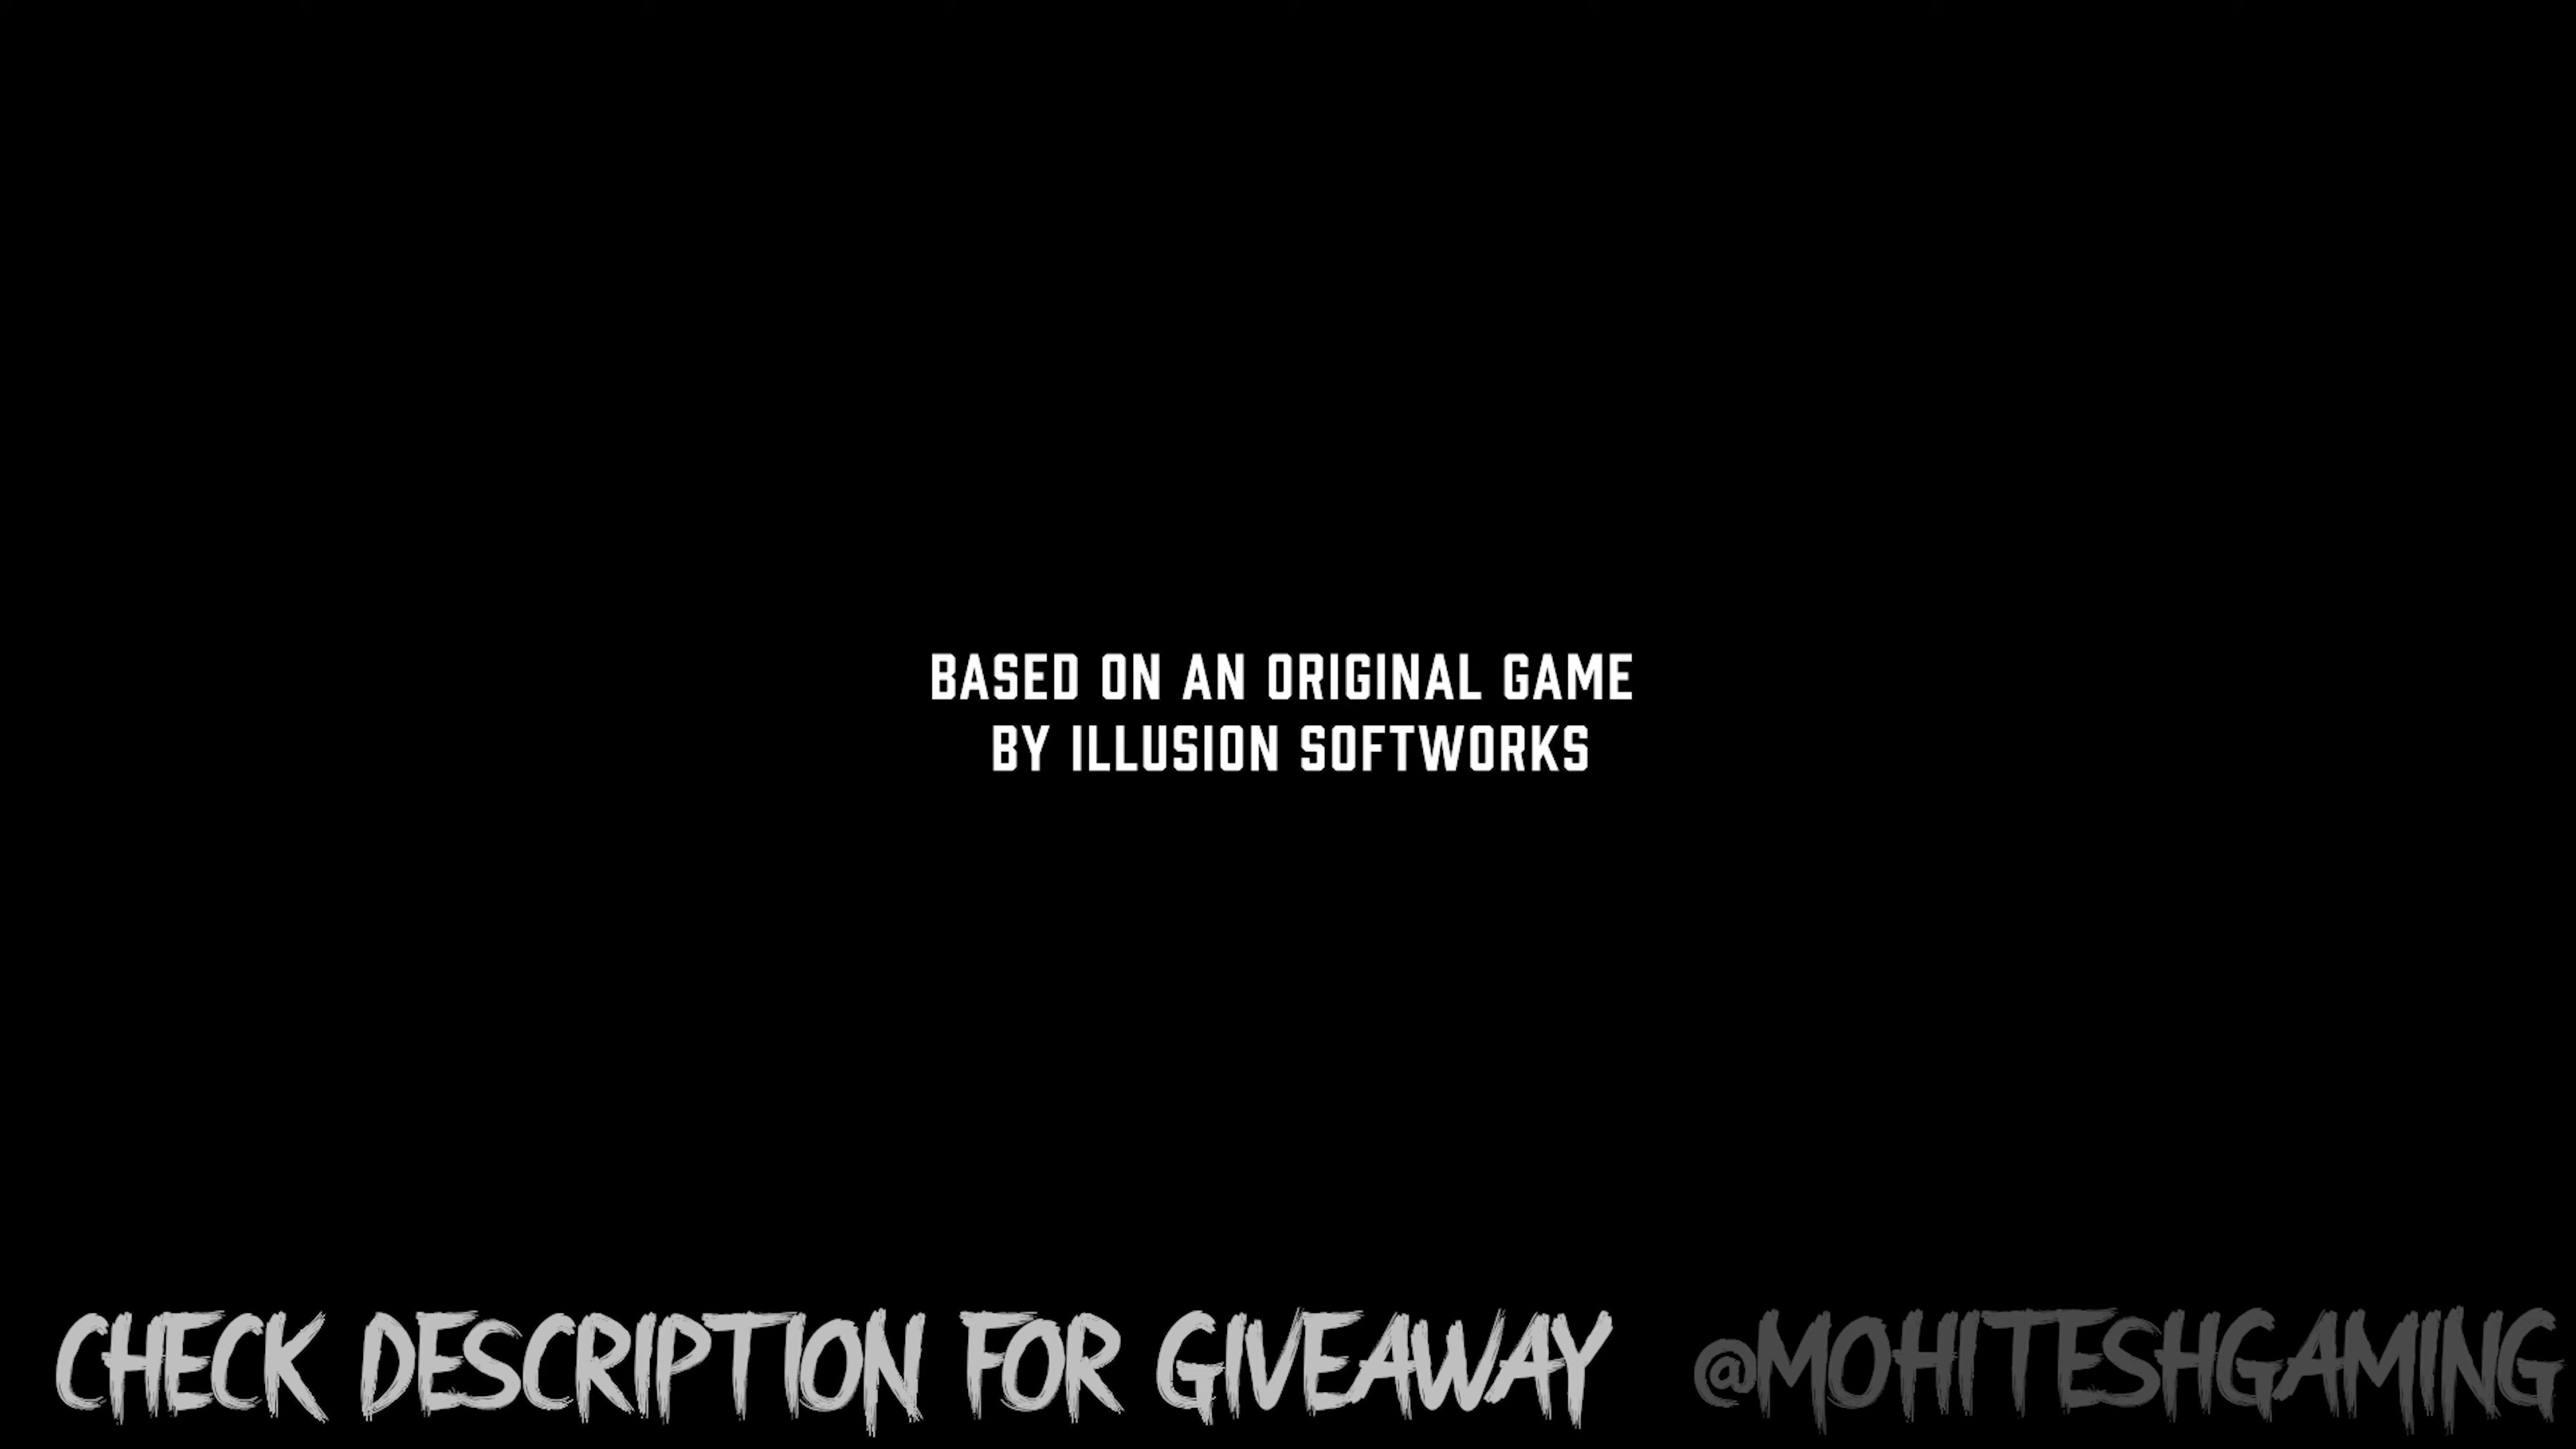 BASED ON AN ORIGINAL GAME
BY ILLUSION SOFTWORKS
CHECK DESCRIPTION FOR GIVEAWAY
@MOHITESHGAMING